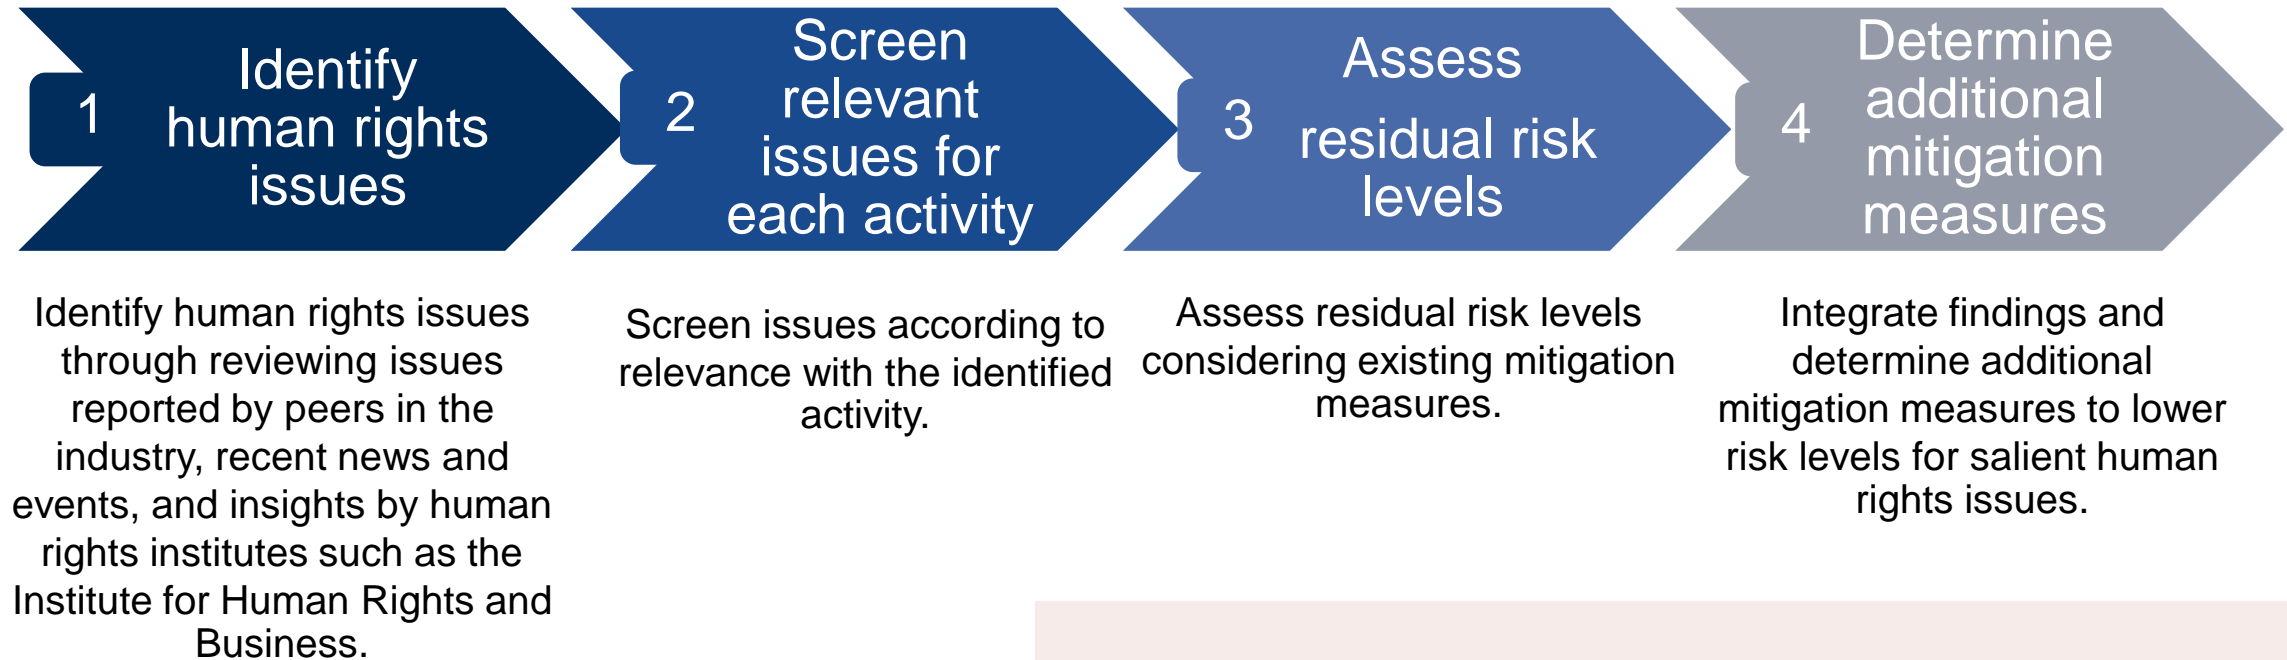 1
Identify
human rights
issues
2
Screen
relevant
issues for
each activity
3
Assess
residual risk
levels
4
Determine
additional
mitigation
measures
Identify human rights issues
through reviewing issues
reported by peers in the
industry, recent news and
events, and insights by human
rights institutes such as the
Institute for Human Rights and
Business.
Screen issues according to
relevance with the identified
activity.
Assess residual risk levels
considering existing mitigation
measures.
Integrate findings and
determine additional
mitigation measures to lower
risk levels for salient human
rights issues.